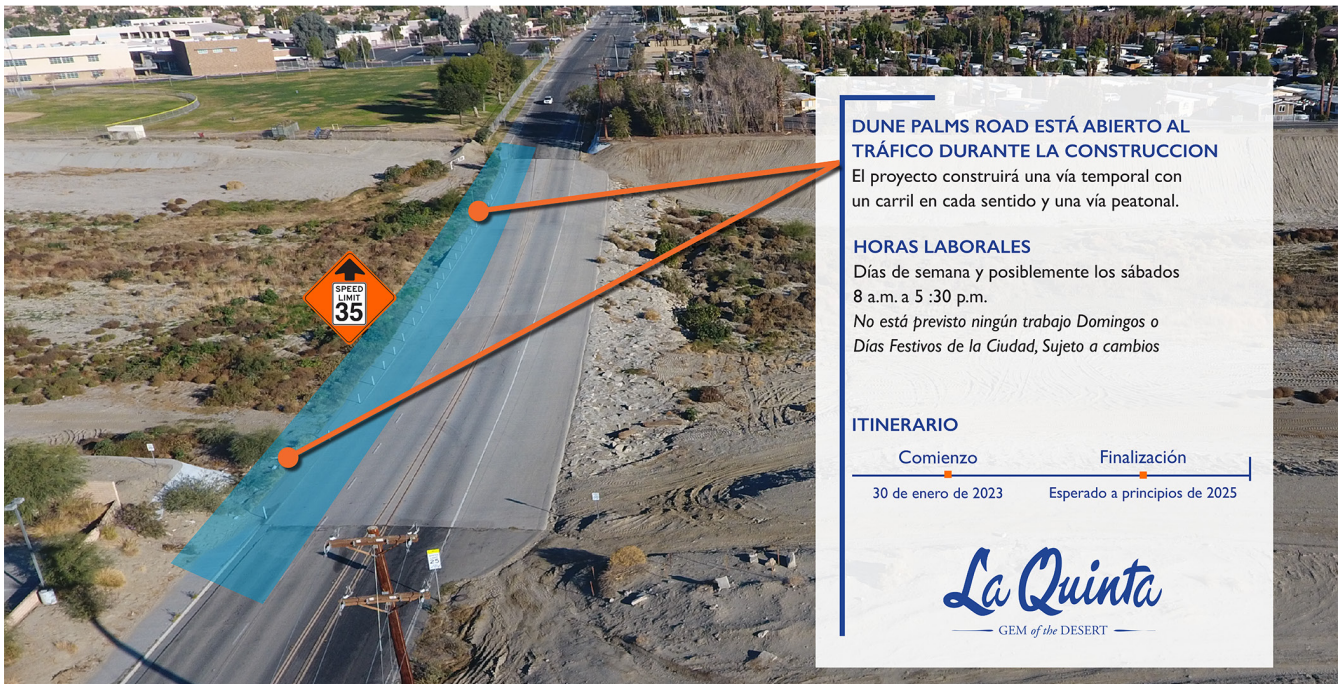 DUNE PALMS ROAD ESTÁ ABIERTO AL
TRÁFICO DURANTE LA CONSTRUCCION
El proyecto construirá una vía temporal con
un carril en cada sentido y una vía peatonal.
HORAS LABORALES
Días de semana y posiblemente los sábados
8 a.m. a 5 :30 p.m.
No está previsto ningún trabajo Domingos o
Días Festivos de la Ciudad, Sujeto a cambios
ITINERARIO
Comienzo
Finalización
30 de enero de 2023
Esperado a principios de 2025
La Quinta
GEM of the DESERT
SPEED
LIMIT
35
25